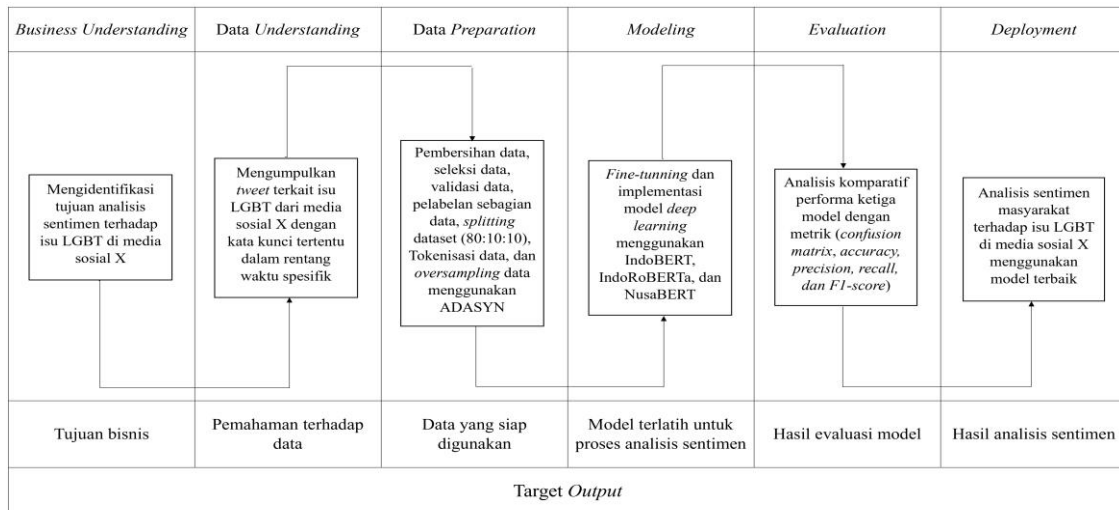 Business Understanding
Data Understanding
Data Preparation
Modeling
Evaluation
Deployment
Mengidentifikasi
tujuan analisis
sentimen terhadap
isu LGBT di media
sosial X
Mengumpulkan
tweet terkait isu
LGBT dari media
sosial X dengan
kata kunci tertentu
dalam rentang
waktu spesifik
Pembersihan data,
seleksi data,
validasi data,
pelabelan sebagian
data, splitting
dataset (80:10:10),
Tokenisasi data, dan
oversampling data
menggunakan
ADASYN
Fine-tunning dan
implementasi
model deep
learning
menggunakan
IndoBERT,
IndoRoBERTa, dan
NusaBERT
Analisis komparatif
performa ketiga
model dengan
metrik (confusion
matrix, accuracy,
precision, recall,
dan F1-score)
Analisis sentimen
masyarakat
terhadap isu LGBT
di media sosial X
menggunakan
model terbaik
Tujuan bisnis
Pemahaman terhadap
data
Data yang siap
digunakan
Model terlatih untuk
proses analisis sentimen
Hasil evaluasi model
Hasil analisis sentimen
Target Output